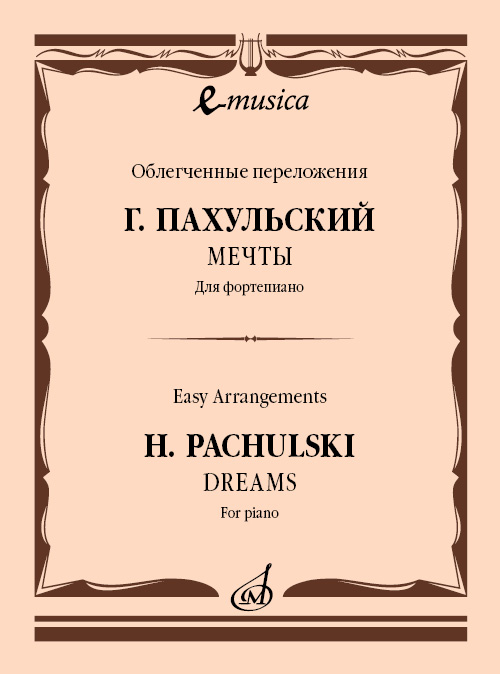 e-musica
Облегченные переложения
Г. ПАХУЛЬСКИЙ
МЕЧТЫ
Для фортепиано
Easy Arrangements
H. PACHULSKI
DREAMS
For piano